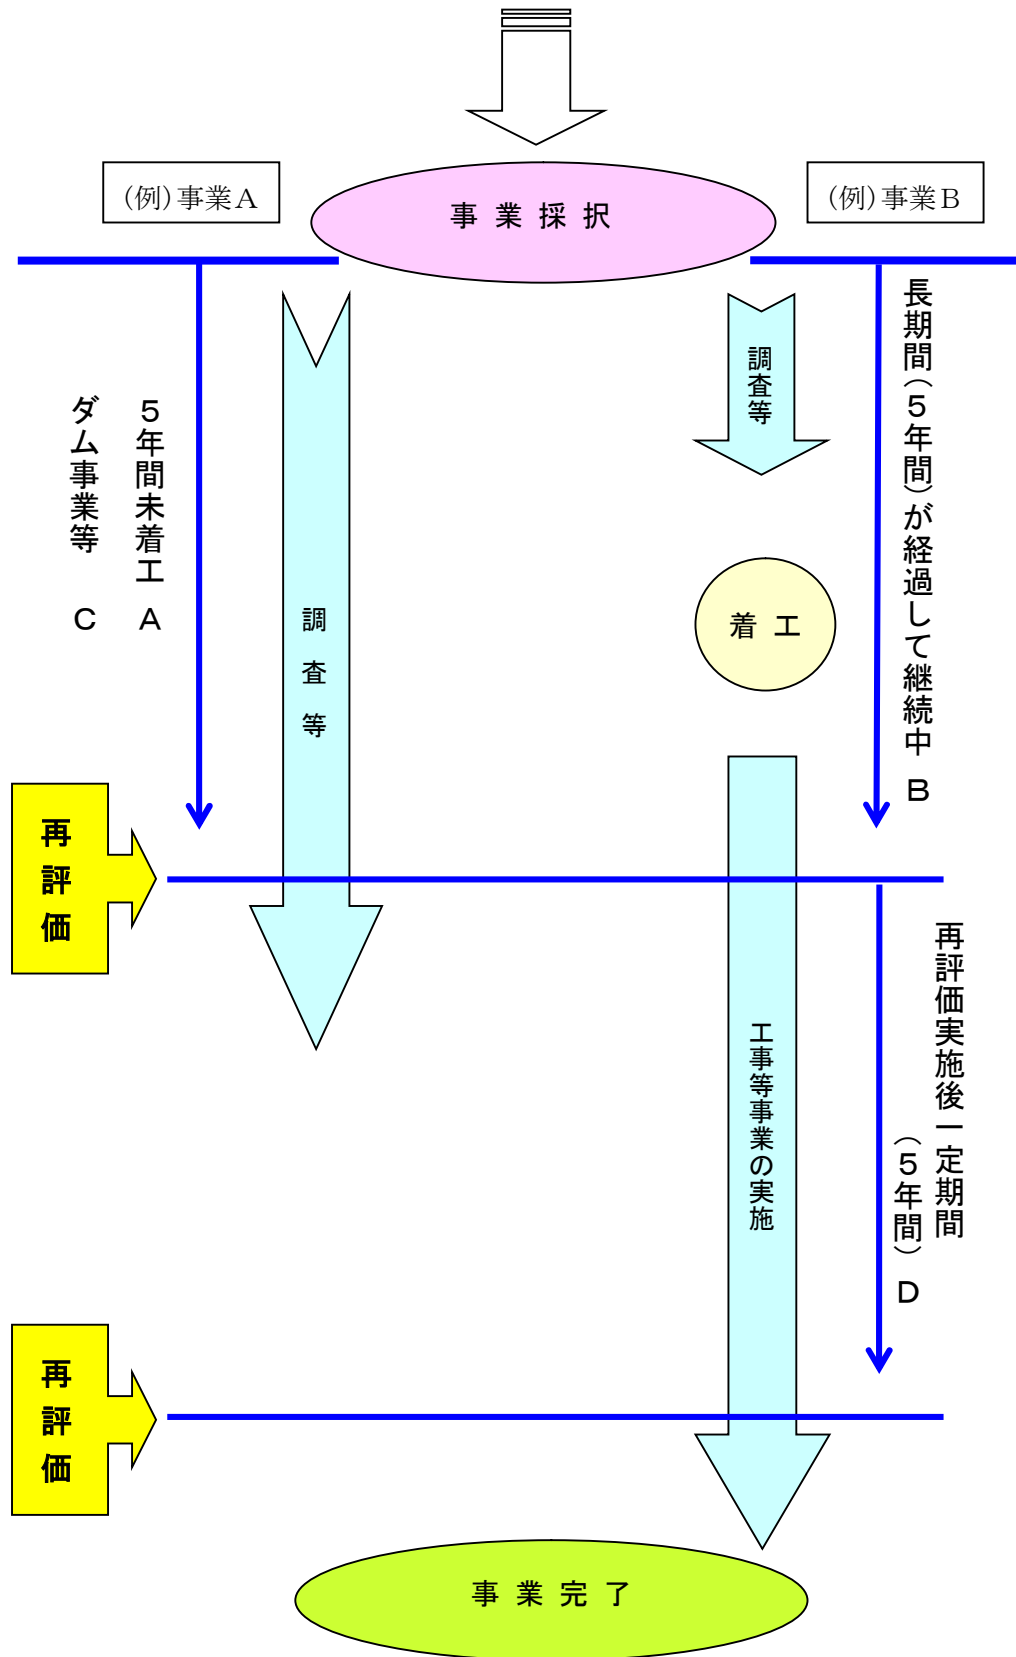 (例)事業A
事業採択
(例)事業B
長期間(5年間)が経過して継続中 B
調査等
5年間未着工 A
ダム事業等 C
調査等
着工
再評価
再評価実施後一定期間
(5年間) D
工事等事業の実施
再評価
事業完了